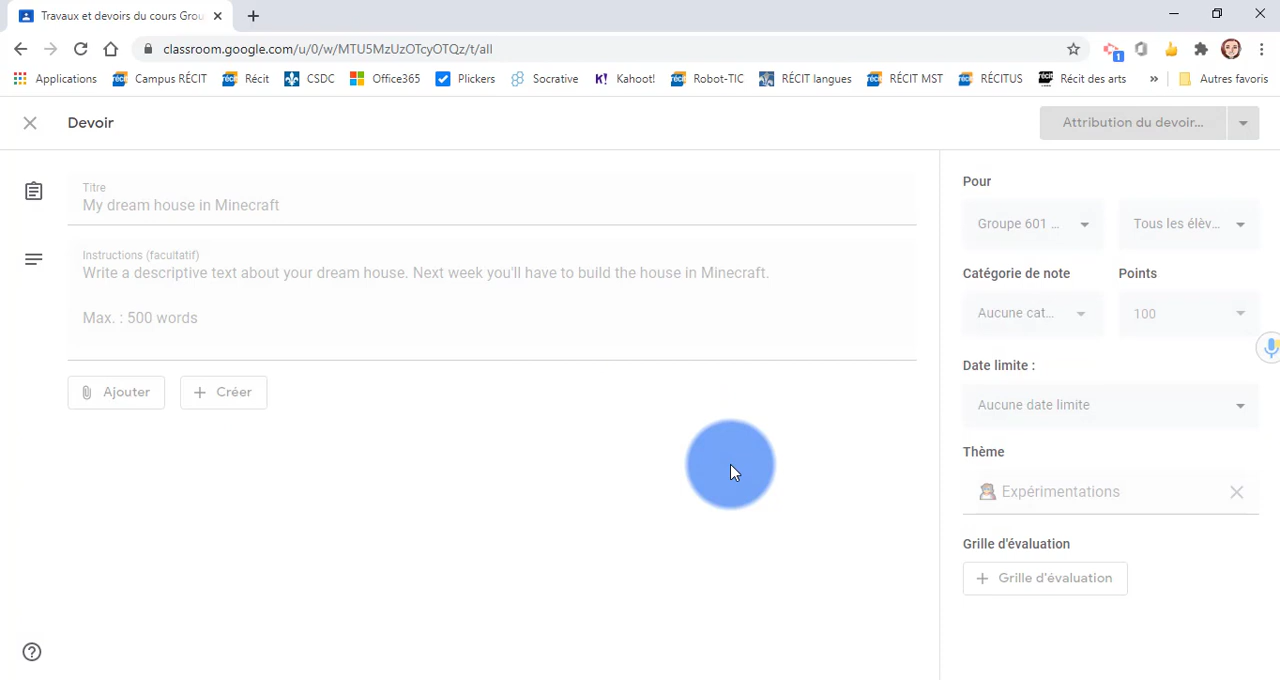 Travaux et devoirs du cours Grou
classroom.google.com/u/0/w/MTU5MzUzOTcyOTQz/t/all
1
Applications Campus RÉCIT Récit CSDC Office365 Plickers Socrative K! Kahoot! Robot-TIC RÉCIT langues RÉCIT MST RÉCITUS Récit des arts » Autres favoris
Devoir
Attribution du devoir...
Titre
My dream house in Minecraft
Instructions (facultatif)
Write a descriptive text about your dream house. Next week you'll have to build the house in Minecraft.
Max. : 500 words
Ajouter
Créer
Pour
Groupe 601 ... Tous les élèv...
Catégorie de note Points
Aucune cat... 100
Date limite :
Aucune date limite
Thème
Expérimentations
Grille d'évaluation
Grille d'évaluation